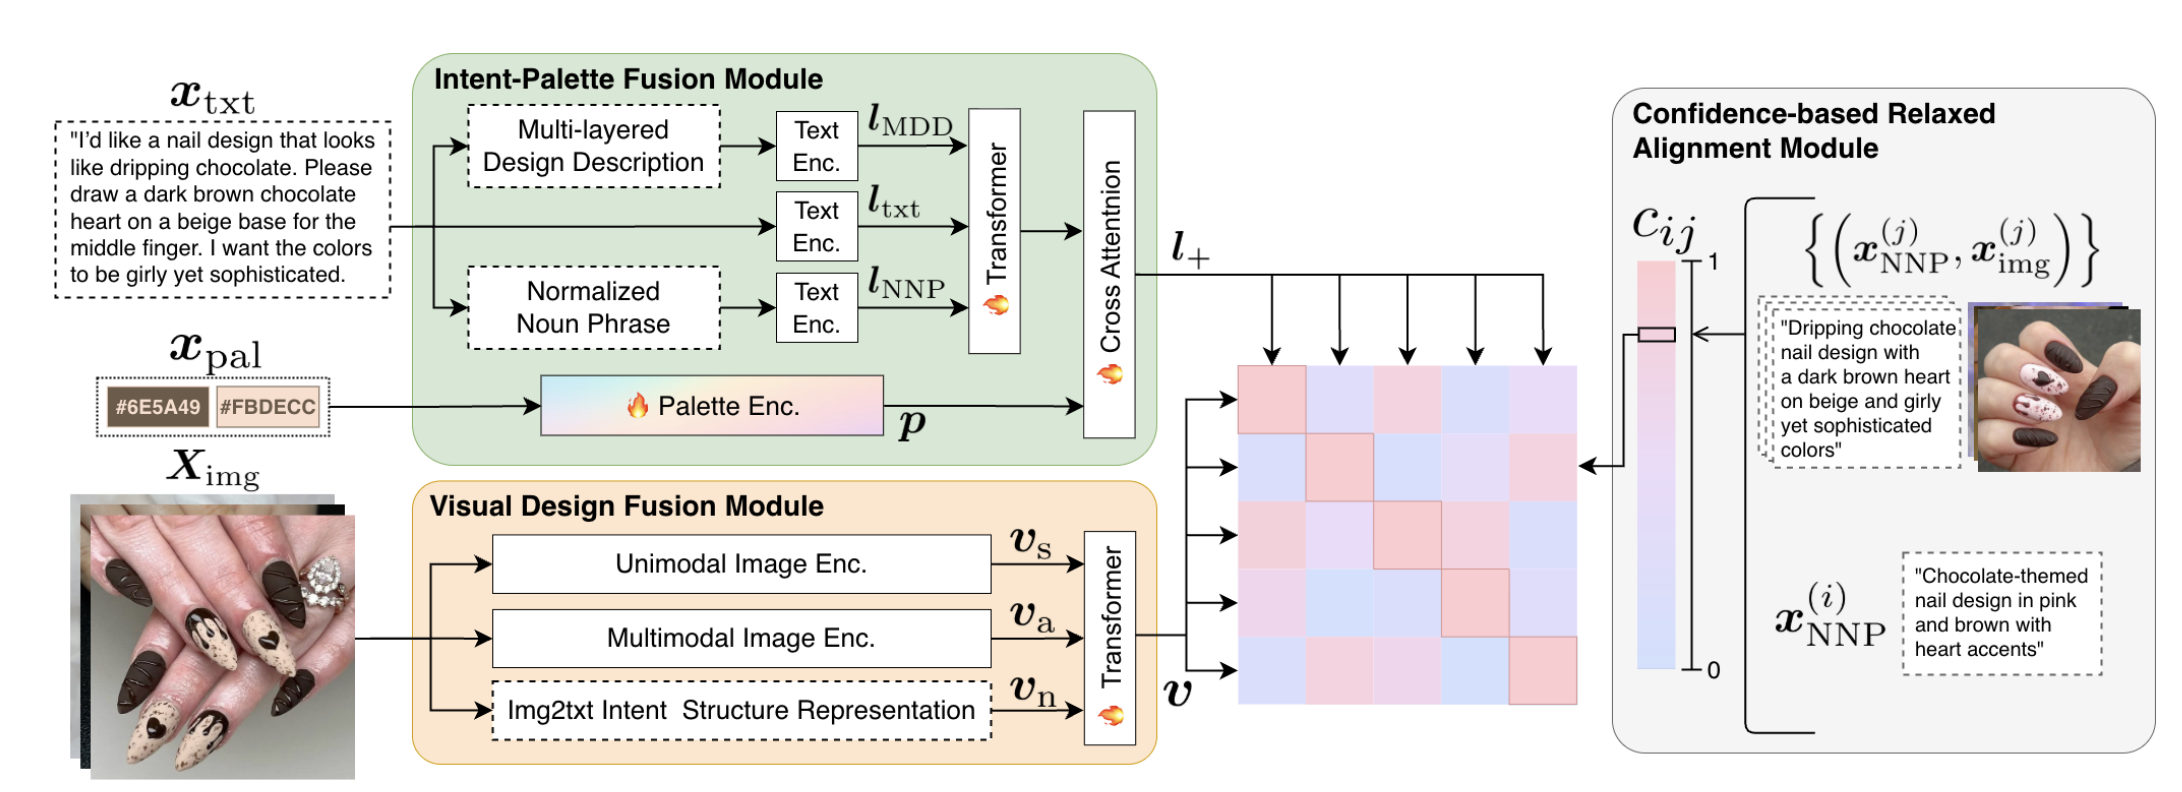 x_txt
"I'd like a nail design that looks
like dripping chocolate. Please
draw a dark brown chocolate
heart on a beige base for the
middle finger. I want the colors
to be girly yet sophisticated.
x_pal
#6E5A49 #FBDECC
X_img
Intent-Palette Fusion Module
Multi-layered
Design Description
Text
Enc.
l_MDD
Text
Enc.
l_txt
Normalized
Noun Phrase
Text
Enc.
l_NNP
Transformer
Cross Attentnion
Palette Enc.
p
l_+
Visual Design Fusion Module
Unimodal Image Enc.
v_s
Multimodal Image Enc.
v_a
Img2txt Intent Structure Representation
v_n
Transformer
v
Confidence-based Relaxed
Alignment Module
c_ij
1
0
{(x_NNP^(j), x_img^(j))}
"Dripping chocolate
nail design with
a dark brown heart
on beige and girly
yet sophisticated
colors"
x_NNP^(i)
"Chocolate-themed
nail design in pink
and brown with
heart accents"